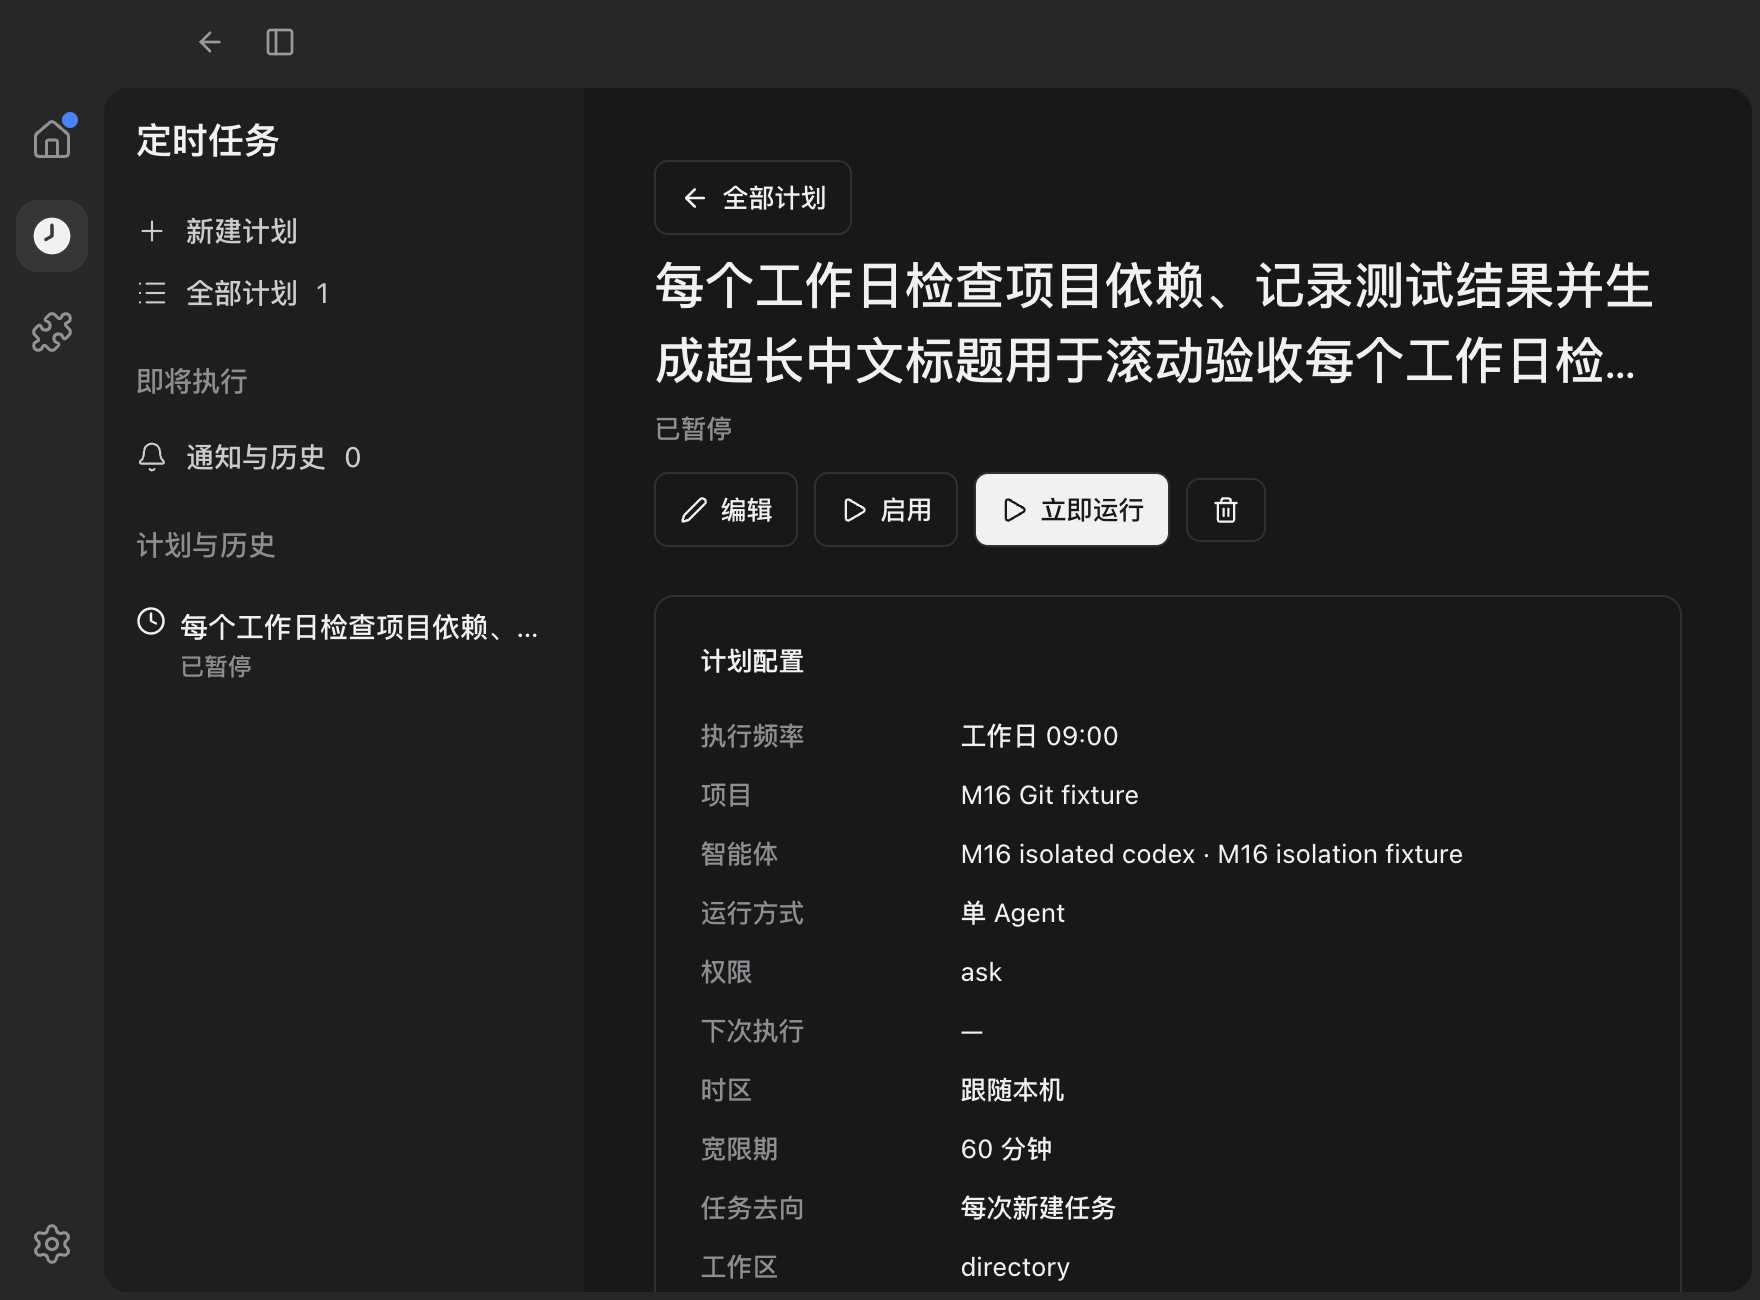 定时任务
新建计划
全部计划 1
即将执行
通知与历史 0
计划与历史
每个工作日检查项目依赖、...
已暂停
全部计划
每个工作日检查项目依赖、记录测试结果并生
成超长中文标题用于滚动验收每个工作日检...
已暂停
编辑
启用
立即运行
计划配置
执行频率 工作日 09:00
项目 M16 Git fixture
智能体 M16 isolated codex · M16 isolation fixture
运行方式 单 Agent
权限 ask
下次执行 —
时区 跟随本机
宽限期 60 分钟
任务去向 每次新建任务
工作区 directory